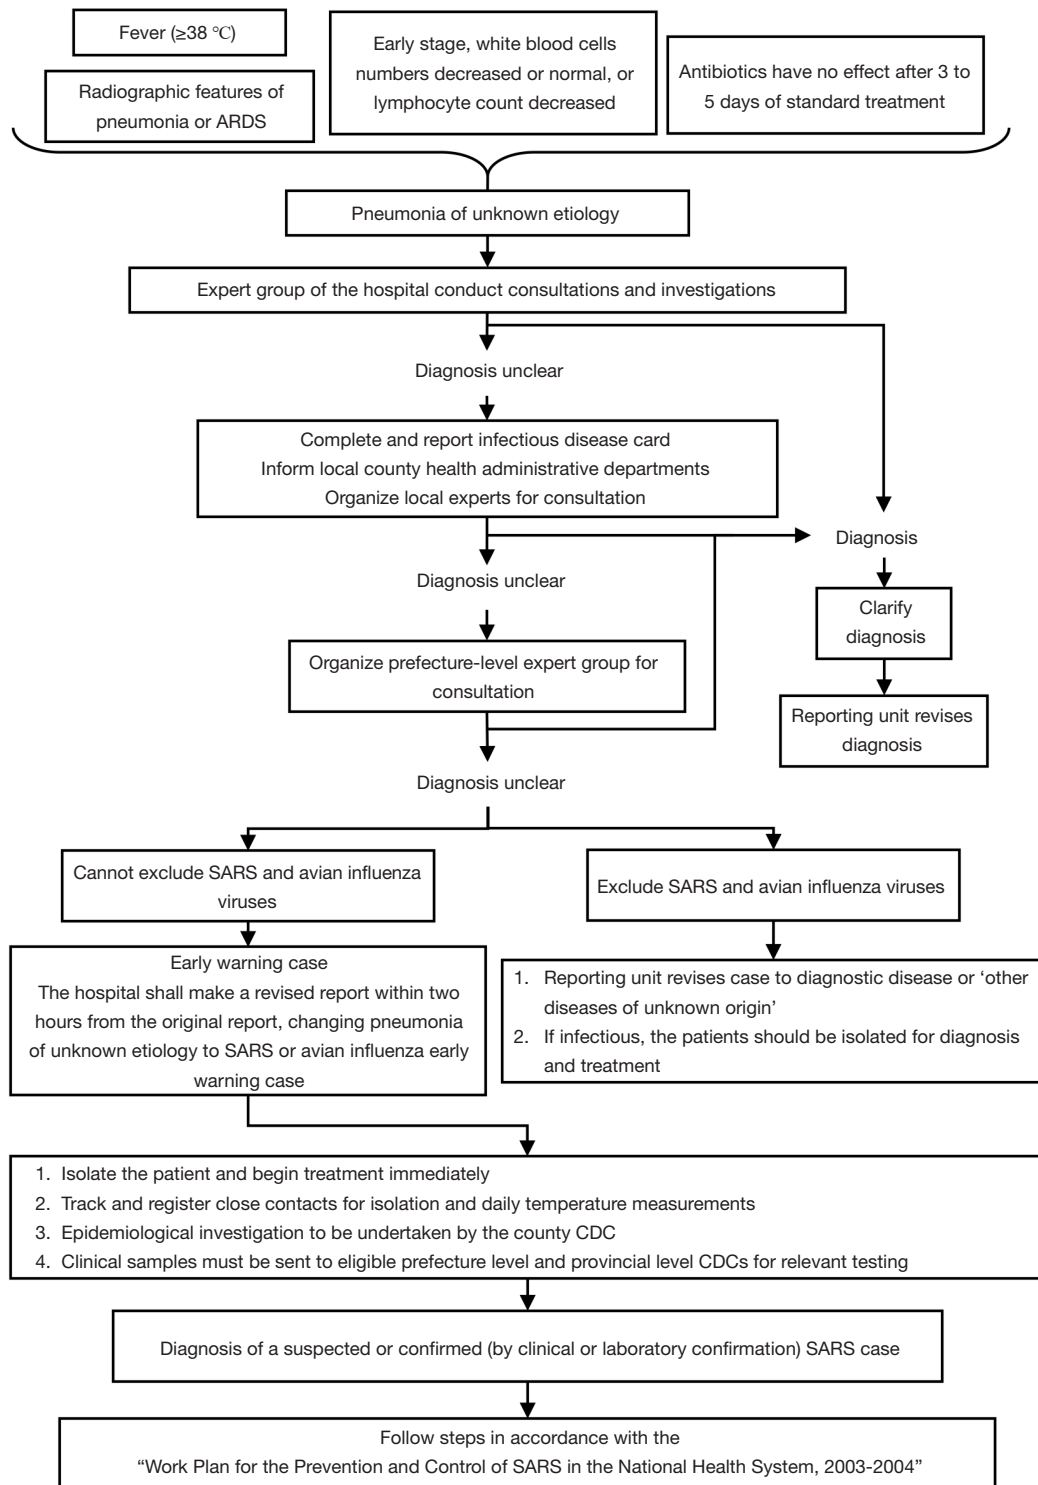 Fever (≥38 ℃)
Radiographic features of
pneumonia or ARDS
Early stage, white blood cells
numbers decreased or normal, or
lymphocyte count decreased
Antibiotics have no effect after 3 to
5 days of standard treatment
Pneumonia of unknown etiology
Expert group of the hospital conduct consultations and investigations
Diagnosis unclear
Complete and report infectious disease card
Inform local county health administrative departments
Organize local experts for consultation
Diagnosis
Diagnosis unclear
Clarify
diagnosis
Organize prefecture-level expert group for
consultation
Reporting unit revises
diagnosis
Diagnosis unclear
Cannot exclude SARS and avian influenza
viruses
Exclude SARS and avian influenza viruses
Early warning case
The hospital shall make a revised report within two
hours from the original report, changing pneumonia
of unknown etiology to SARS or avian influenza early
warning case
1. Reporting unit revises case to diagnostic disease or ‘other
diseases of unknown origin’
2. If infectious, the patients should be isolated for diagnosis
and treatment
1. Isolate the patient and begin treatment immediately
2. Track and register close contacts for isolation and daily temperature measurements
3. Epidemiological investigation to be undertaken by the county CDC
4. Clinical samples must be sent to eligible prefecture level and provincial level CDCs for relevant testing
Diagnosis of a suspected or confirmed (by clinical or laboratory confirmation) SARS case
Follow steps in accordance with the
“Work Plan for the Prevention and Control of SARS in the National Health System, 2003-2004”